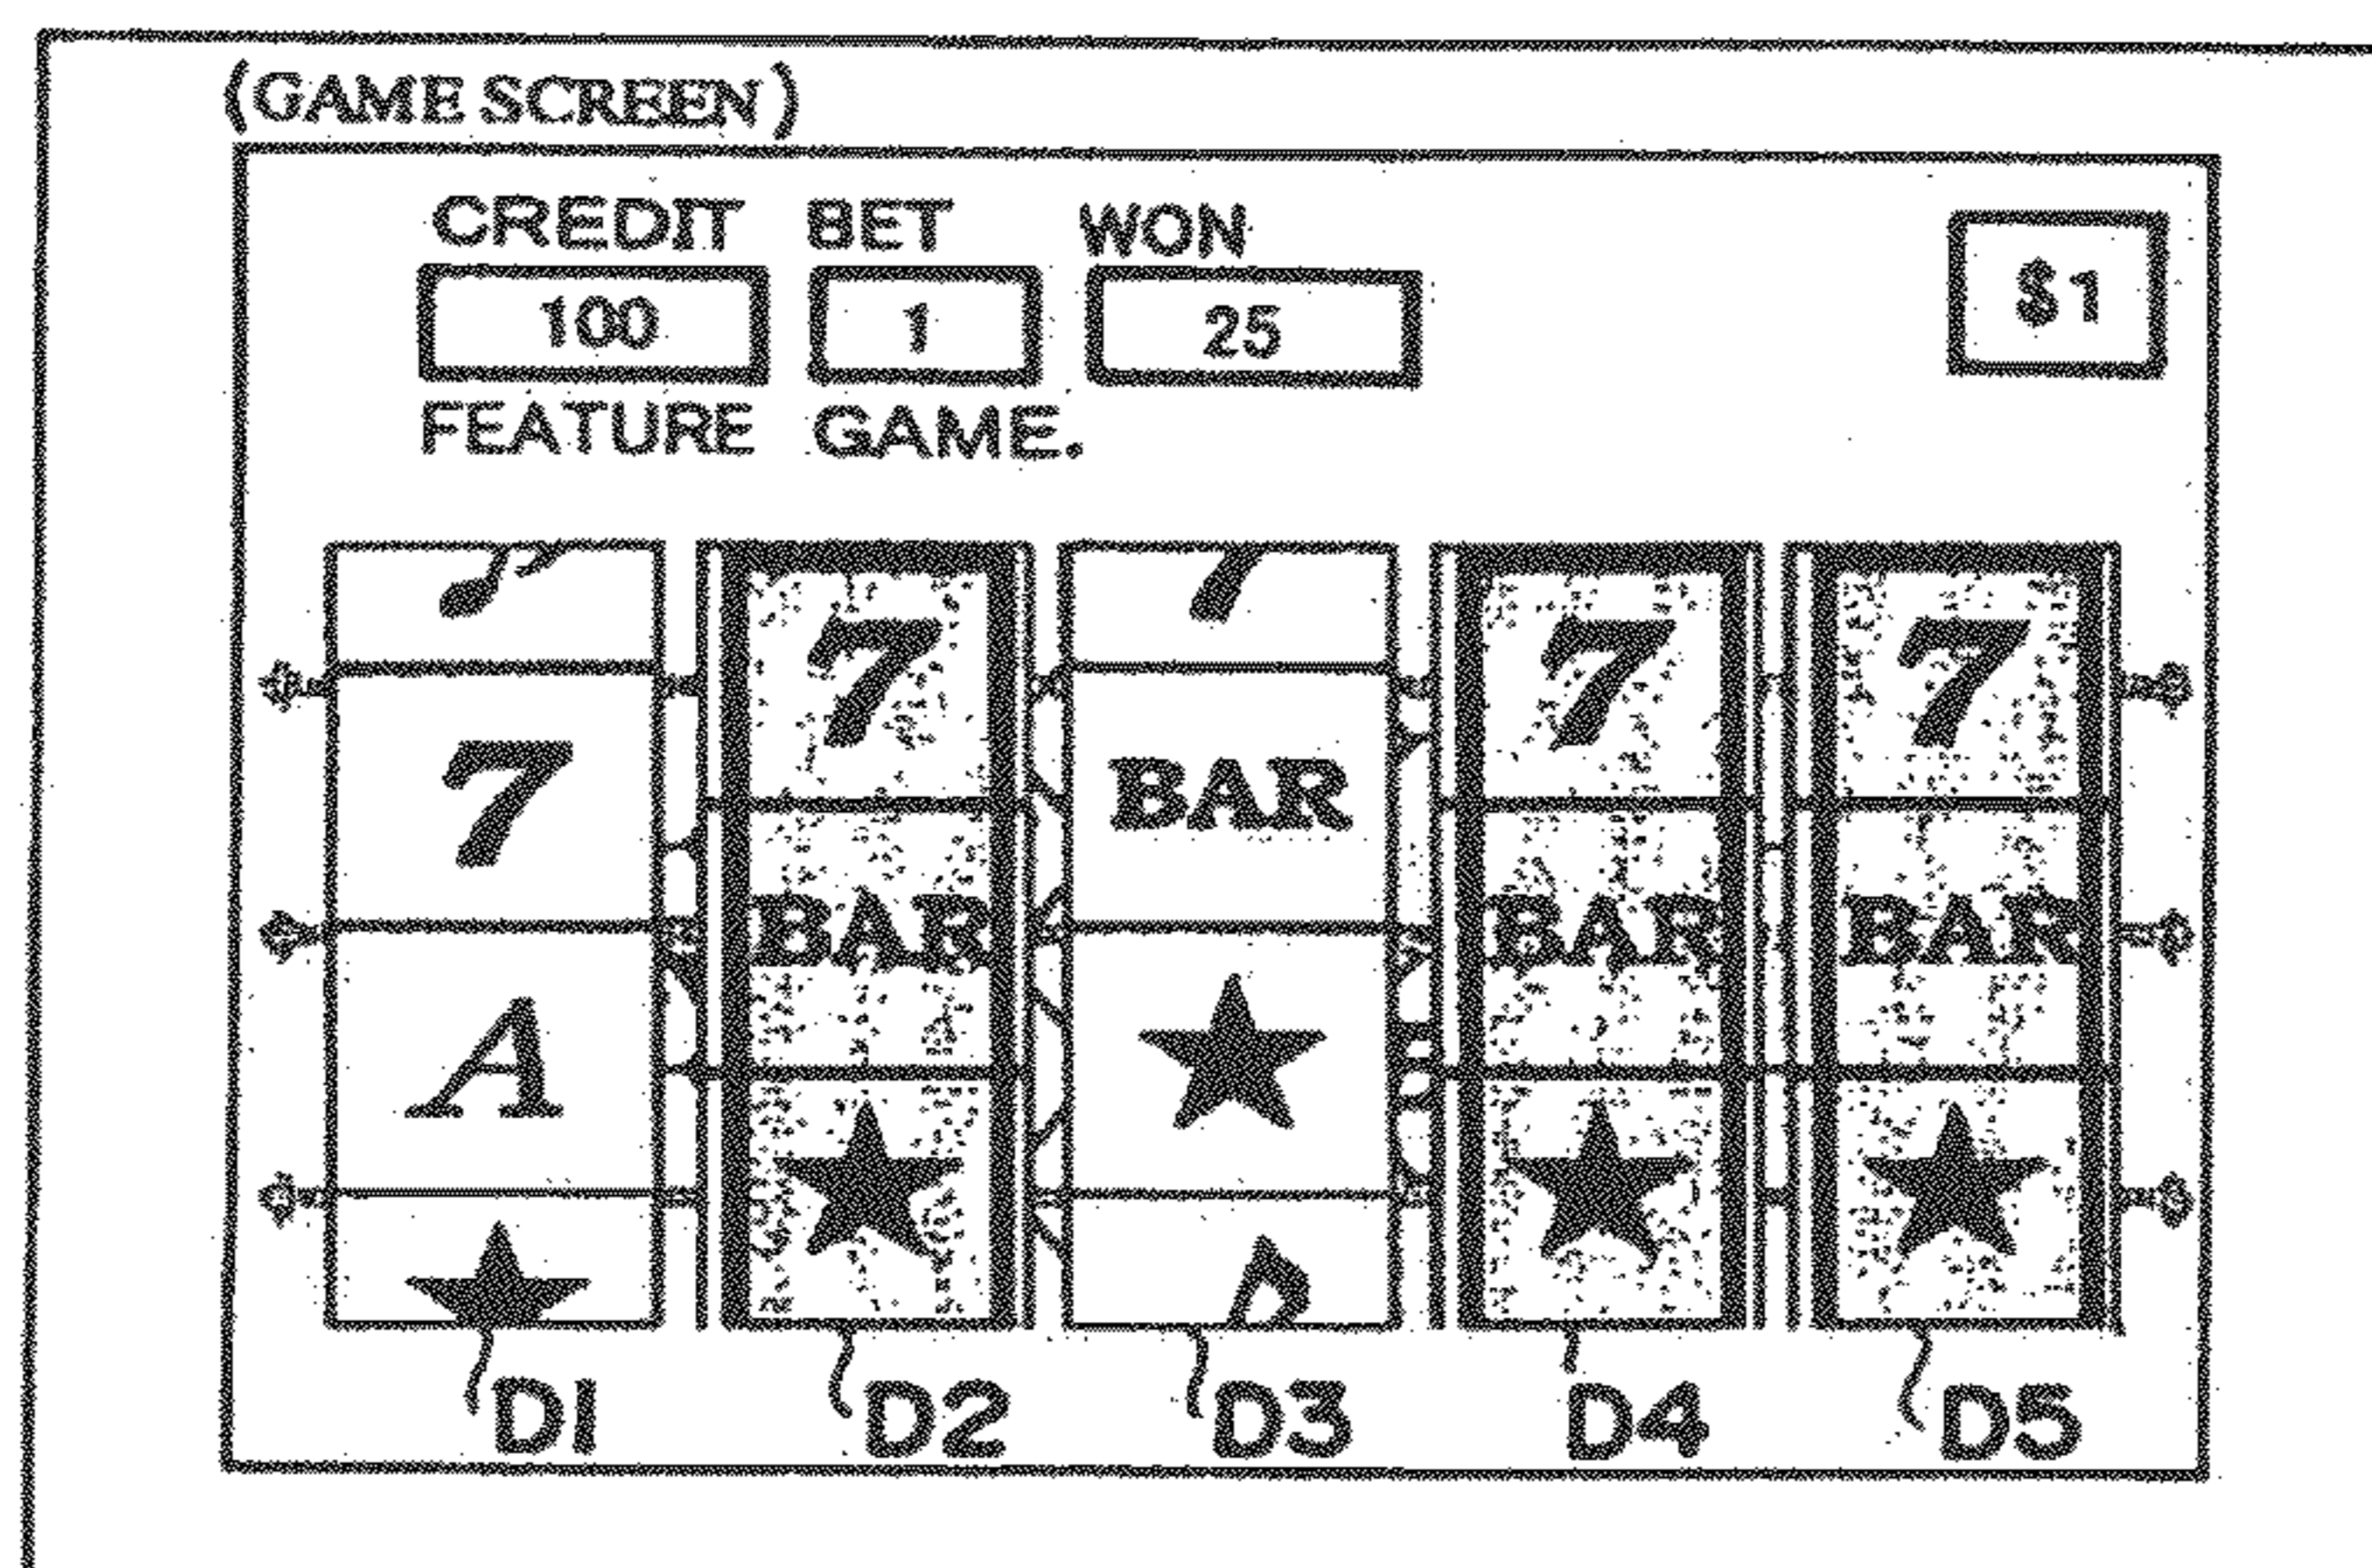 (GAME SCREEN)
CREDIT BET WON
100 1 25 $1
FEATURE GAME.
7
7 7 7
7 BAR
BAR BAR BAR
A
D1 D2 D3 D4 D5